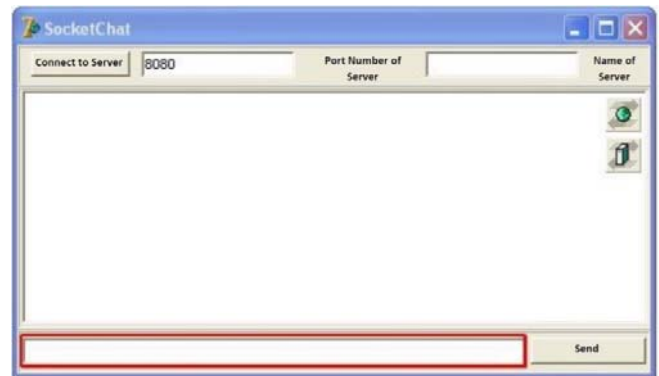 SocketChat
Connect to Server 8080 Port Number of Server Name of Server
Send